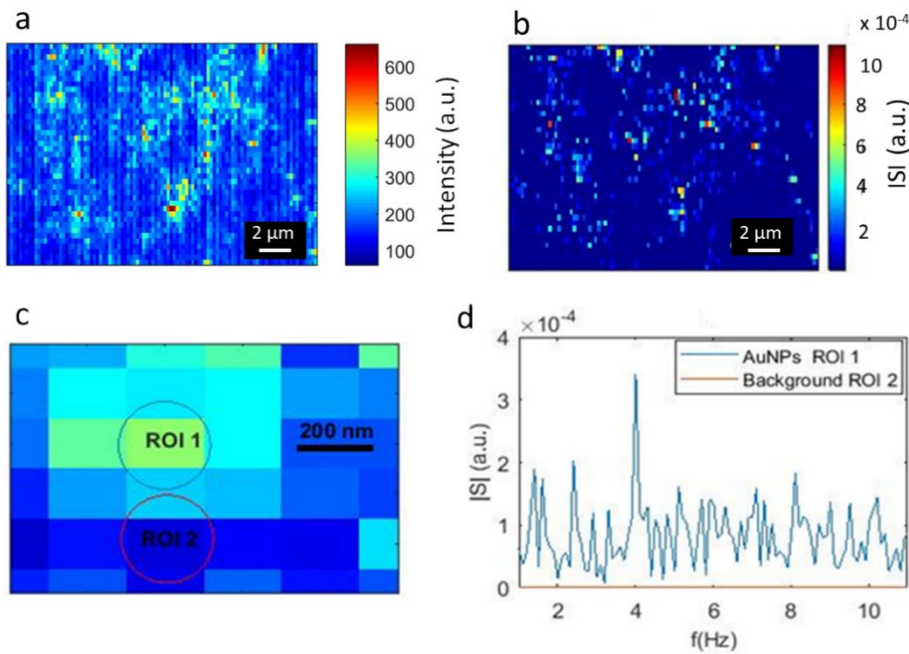 a
600
500
400
300
200
100
Intensity (a.u.)
2 µm
b
x 10⁻⁴
10
8
6
4
2
|S|
2 µm
c
ROI 1
200 nm
ROI 2
d
×10⁻⁴
4
3
2
1
0
|S| (a.u.)
AuNPs ROI 1
Background ROI 2
2 4 6 8 10
f(Hz)